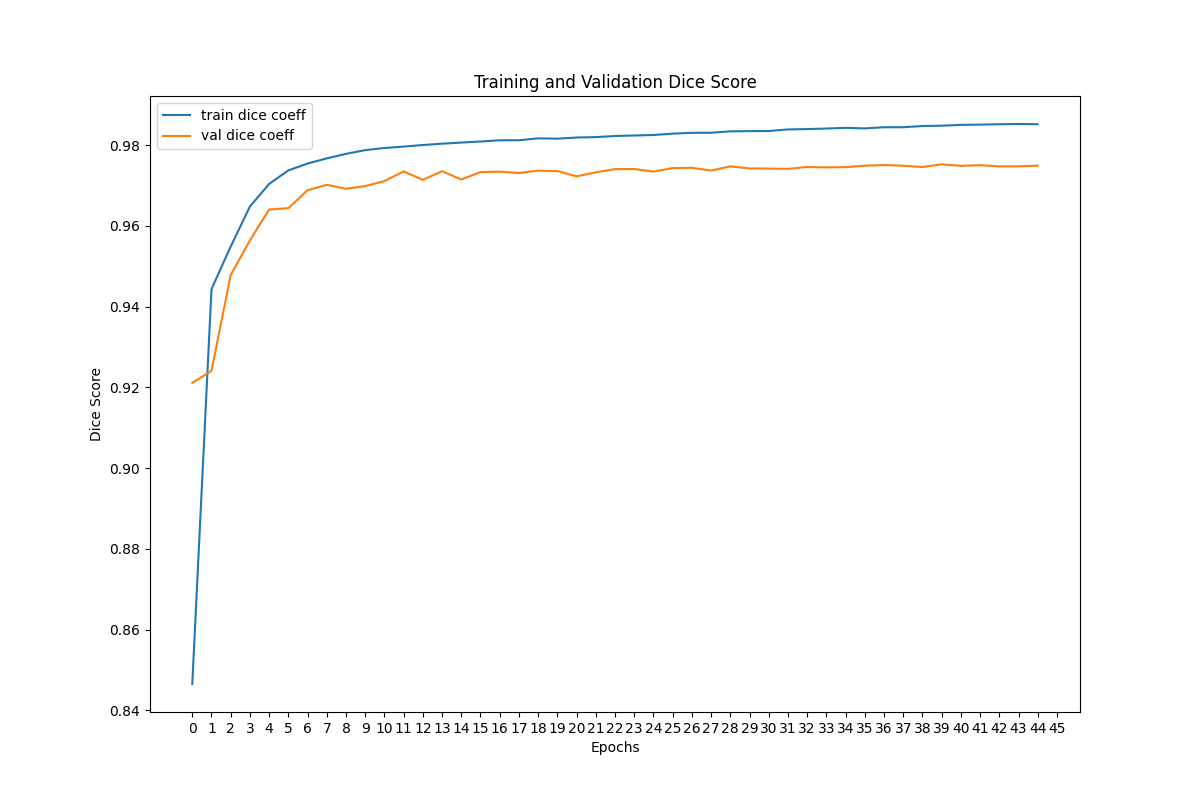 Training and Validation Dice Score
train dice coeff
val dice coeff
0.98
0.96
0.94
0.92
0.90
0.88
0.86
0.84
Dice Score
0 1 2 3 4 5 6 7 8 9 10 11 12 13 14 15 16 17 18 19 20 21 22 23 24 25 26 27 28 29 30 31 32 33 34 35 36 37 38 39 40 41 42 43 44 45
Epochs